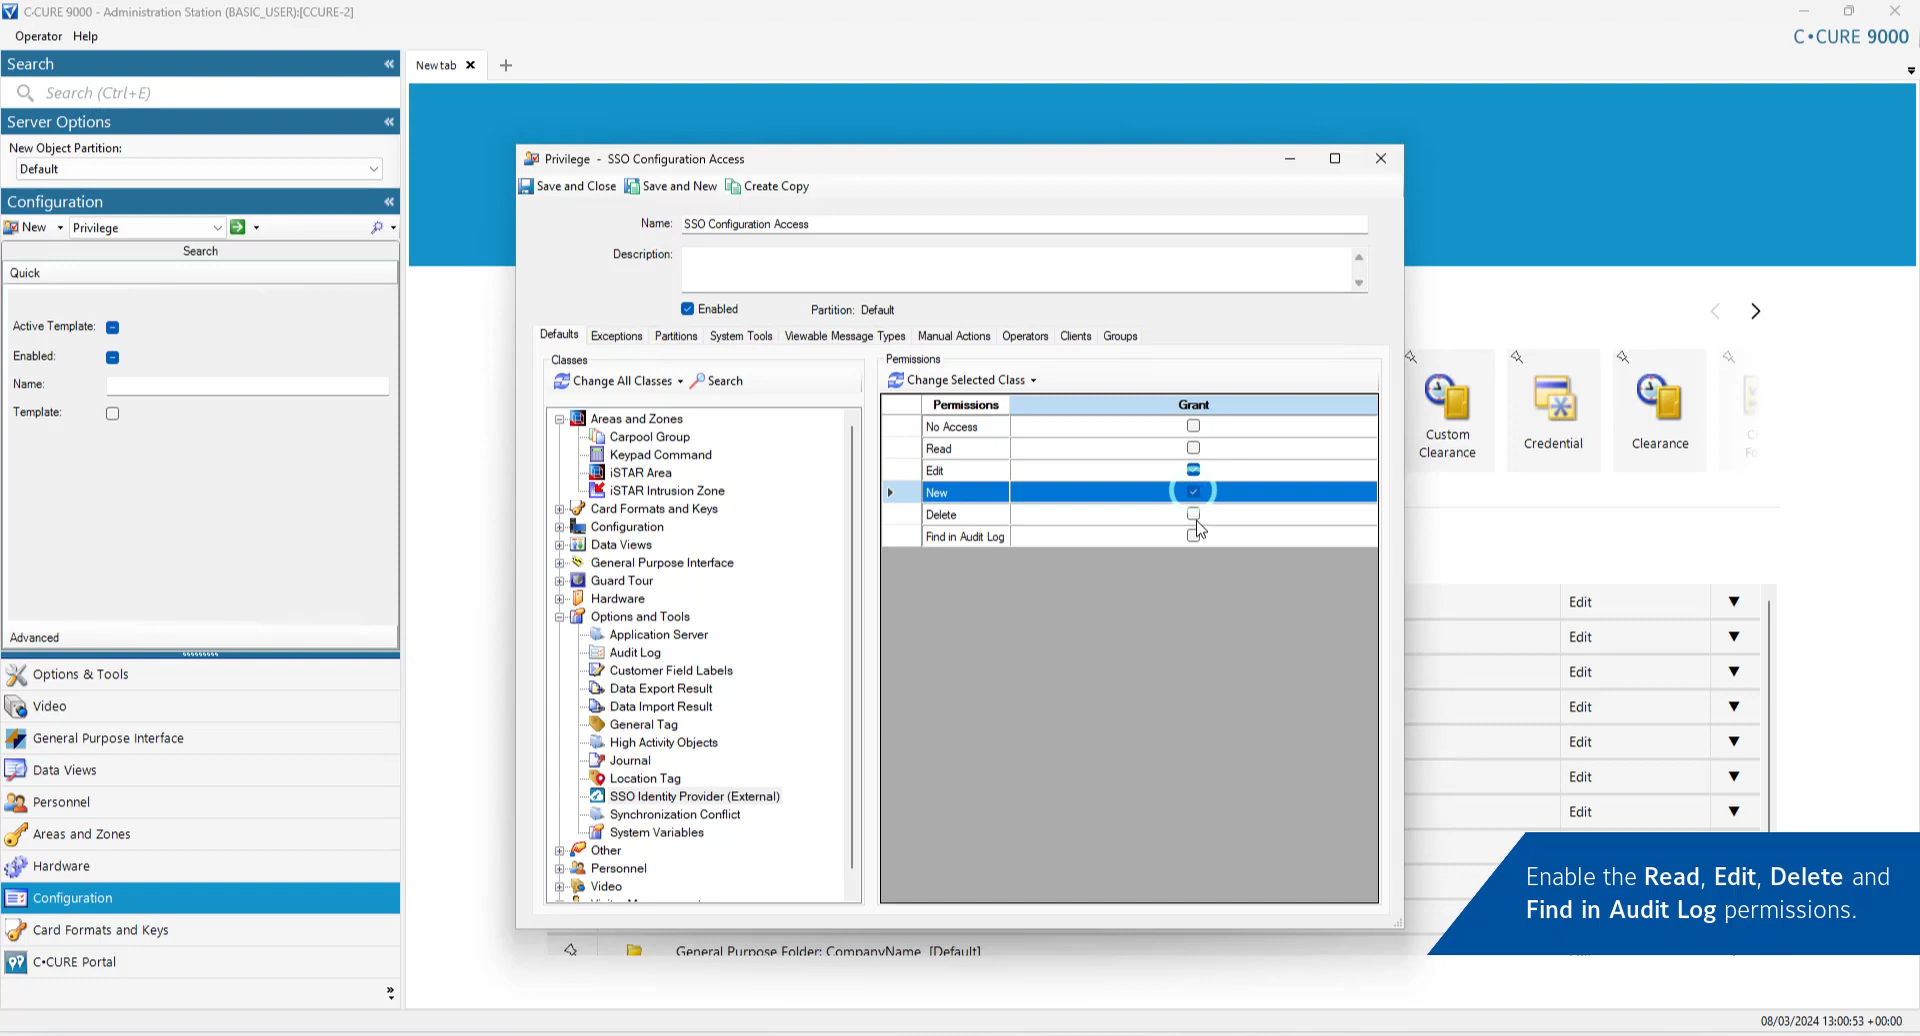 C•CURE 9000 - Administration Station (BASIC_USER):[CCURE-2]
Operator Help
C•CURE 9000
Search
Search (Ctrl+E)
Server Options
New Object Partition:
Default
Configuration
New Privilege
Search
Quick
Active Template:
Enabled:
Name:
Template:
Advanced
Options & Tools
Video
General Purpose Interface
Data Views
Personnel
Areas and Zones
Hardware
Configuration
Card Formats and Keys
C•CURE Portal
New tab
Privilege - SSO Configuration Access
Save and Close Save and New Create Copy
Name: SSO Configuration Access
Description:
Enabled Partition: Default
Defaults Exceptions Partitions System Tools Viewable Message Types Manual Actions Operators Clients Groups
Classes
Change All Classes Search
Areas and Zones
Carpool Group
Keypad Command
iSTAR Area
iSTAR Intrusion Zone
Card Formats and Keys
Configuration
Data Views
General Purpose Interface
Guard Tour
Hardware
Options and Tools
Application Server
Audit Log
Customer Field Labels
Data Export Result
Data Import Result
General Tag
High Activity Objects
Journal
Location Tag
SSO Identity Provider (External)
Synchronization Conflict
System Variables
Other
Personnel
Video
Permissions
Change Selected Class
Permissions Grant
No Access
Read
Edit
New
Delete
Find in Audit Log
Custom
Clearance
Credential
Clearance
Edit
Edit
Edit
Edit
Edit
Edit
Edit
General Purpose Folder: CompanyName [Default]
Enable the Read, Edit, Delete and
Find in Audit Log permissions.
08/03/2024 13:00:53 +00:00